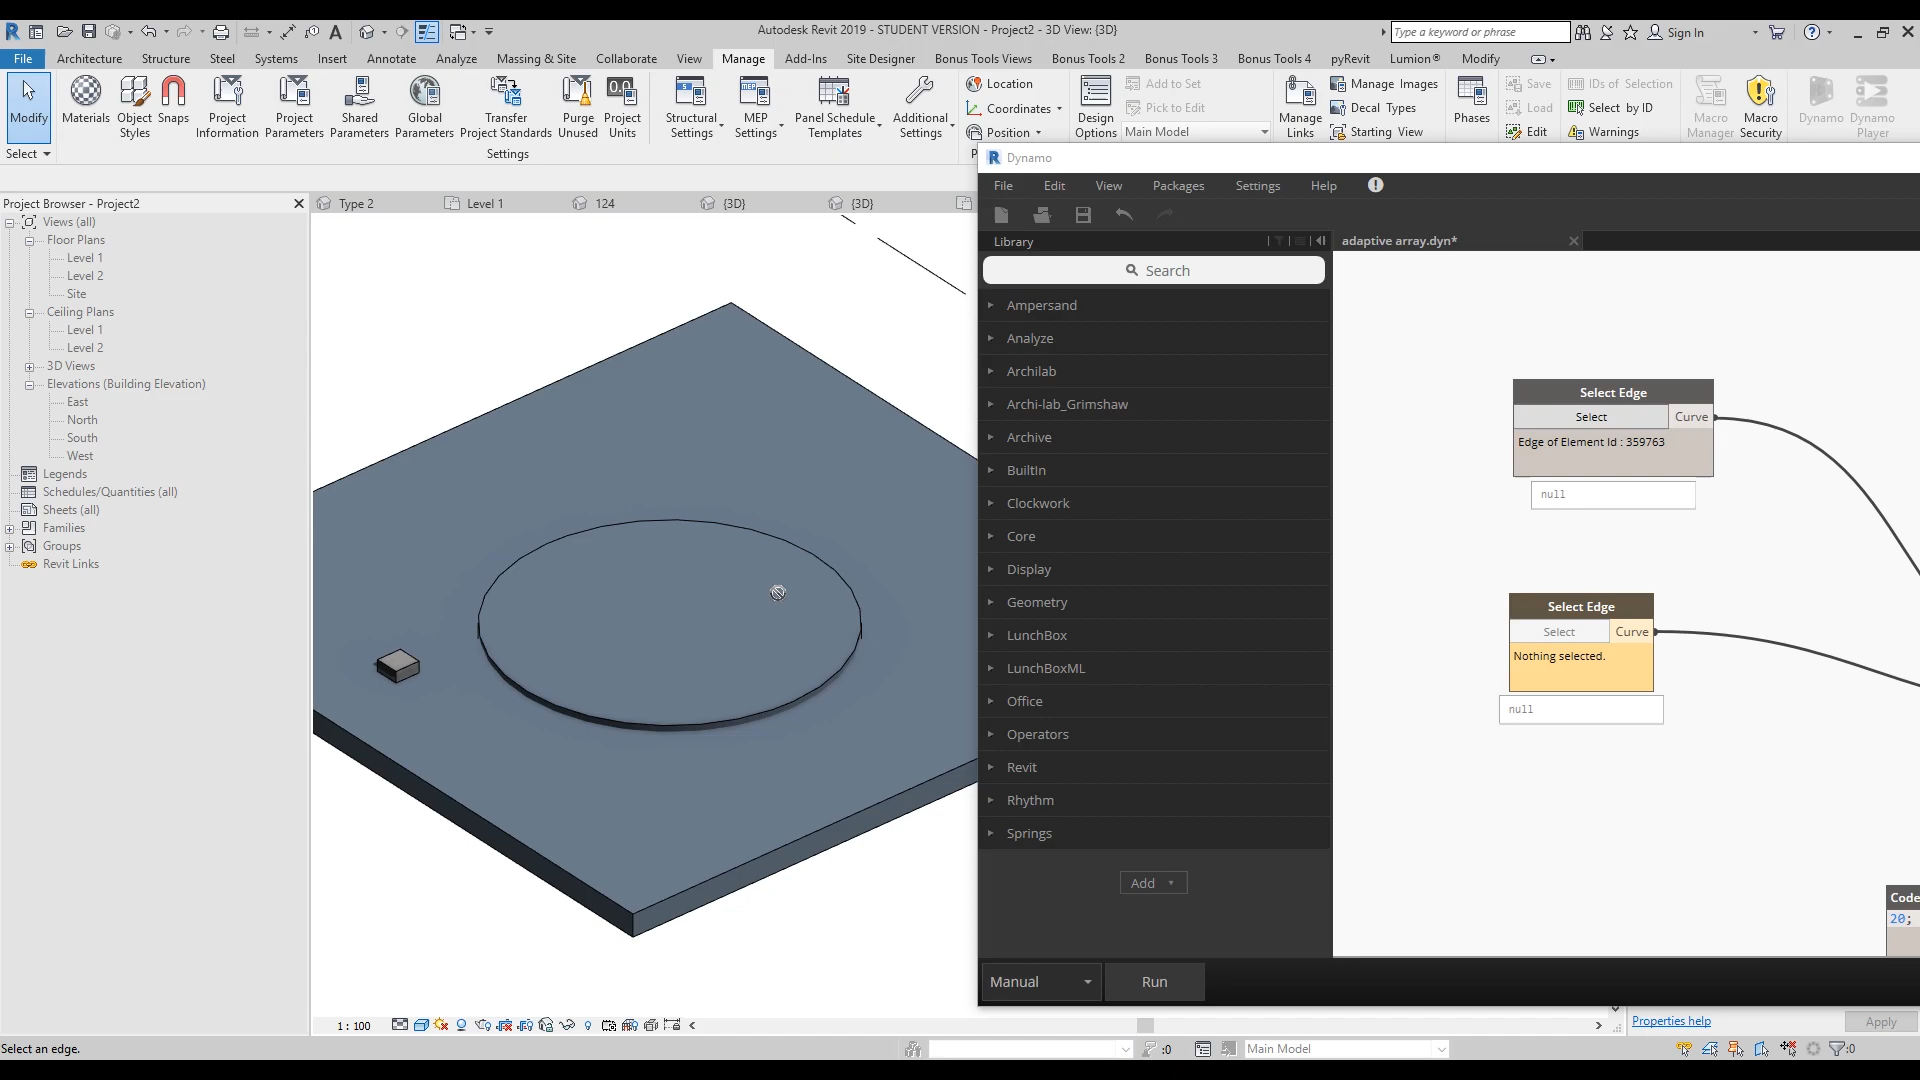 Autodesk Revit 2019 - STUDENT VERSION - Project2 - 3D View: {3D}
Type a keyword or phrase
Sign In
File Architecture Structure Steel Systems Insert Annotate Analyze Massing & Site Collaborate View Manage Add-Ins Site Designer Bonus Tools Views Bonus Tools 2 Bonus Tools 3 Bonus Tools 4 pyRevit Lumion® Modify
Modify
Materials
Object Styles
Snaps
Project Information
Project Parameters
Shared Parameters
Global Parameters
Transfer Project Standards
Purge Unused
Project Units
Structural Settings
MEP Settings
Panel Schedule Templates
Additional Settings
Location
Coordinates
Position
Design Options
Add to Set
Pick to Edit
Main Model
Manage Links
Manage Images
Decal Types
Starting View
Phases
Save
Load
Edit
IDs of Selection
Select by ID
Warnings
Macro Manager
Macro Security
Dynamo
Dynamo Player
Select
Settings
P
Project Browser - Project2
Type 2
Level 1
124
{3D}
{3D}
Views (all)
Floor Plans
Level 1
Level 2
Site
Ceiling Plans
Level 1
Level 2
3D Views
Elevations (Building Elevation)
East
North
South
West
Legends
Schedules/Quantities (all)
Sheets (all)
Families
Groups
Revit Links
Dynamo
File Edit View Packages Settings Help
Library
adaptive array.dyn*
Search
Ampersand
Analyze
Archilab
Archi-lab_Grimshaw
Archive
BuiltIn
Clockwork
Core
Display
Geometry
LunchBox
LunchBoxML
Office
Operators
Revit
Rhythm
Springs
Add
Select Edge
Select
Curve
Edge of Element Id : 359763
null
Select Edge
Select
Curve
Nothing selected.
null
Code
20;
Manual
Run
1 : 100
Properties help
Apply
Select an edge.
:0
Main Model
:0